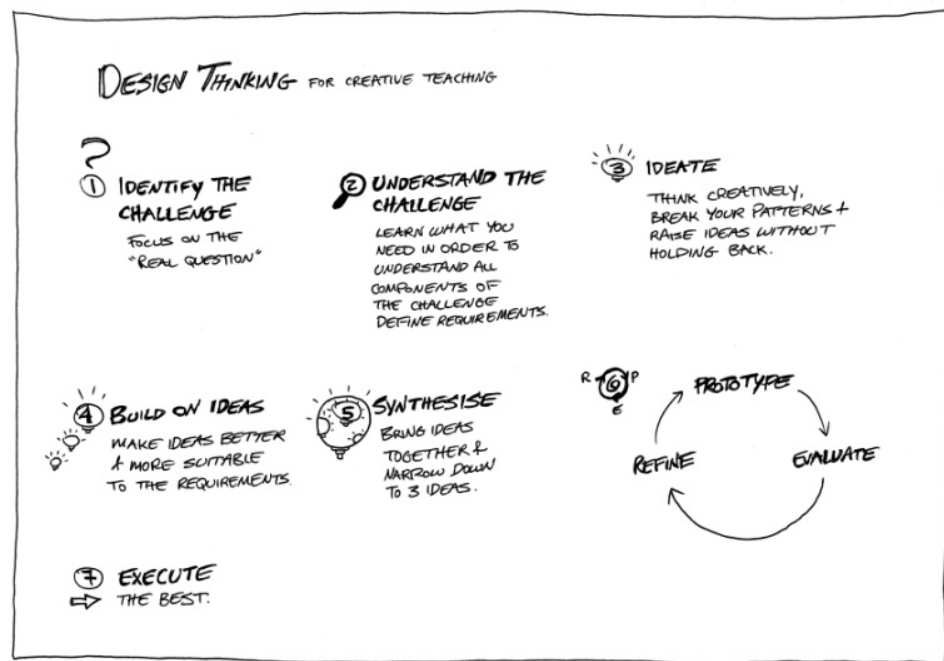 DESIGN THINKING FOR CREATIVE TEACHING
?
1 IDENTIFY THE
CHALLENGE
FOCUS ON THE
"REAL QUESTION"
2 UNDERSTAND THE
CHALLENGE
LEARN WHAT YOU
NEED IN ORDER TO
UNDERSTAND ALL
COMPONENTS OF
THE CHALLENGE
DEFINE REQUIREMENTS.
3 IDEATE
THINK CREATIVELY,
BREAK YOUR PATTERNS +
RAISE IDEAS WITHOUT
HOLDING BACK.
4 BUILD ON IDEAS
MAKE IDEAS BETTER
& MORE SUITABLE
TO THE REQUIREMENTS.
5 SYNTHESISE
BRING IDEAS
TOGETHER &
NARROW DOWN
TO 3 IDEAS.
R 6 P
E
PROTOTYPE
EVALUATE
REFINE
7 EXECUTE
THE BEST.